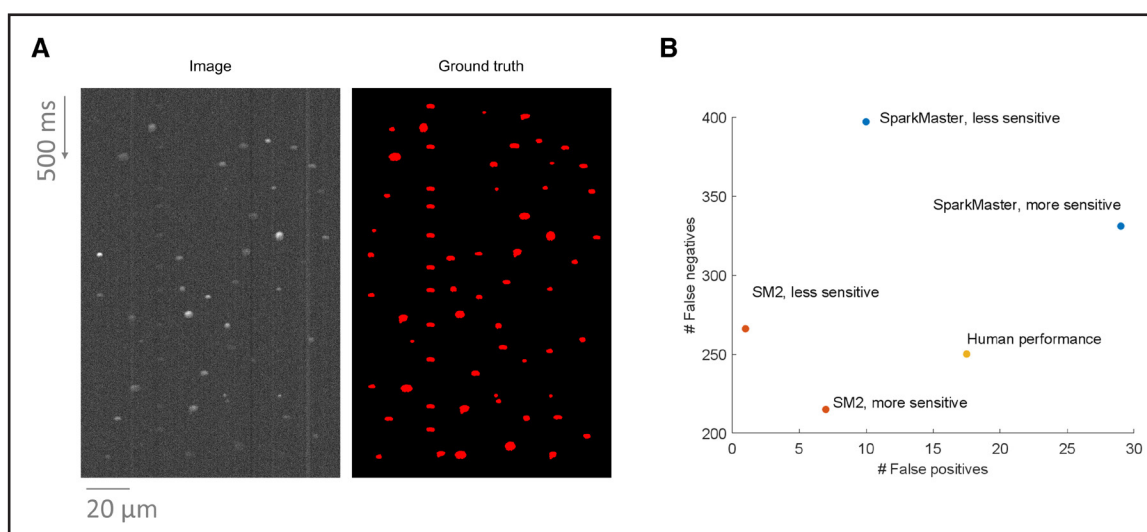 A
Image
Ground truth
500 ms
20 μm
B
400
350
300
250
200
0
5
10
15
20
25
30
# False negatives
# False positives
SparkMaster, less sensitive
SparkMaster, more sensitive
SM2, less sensitive
Human performance
SM2, more sensitive